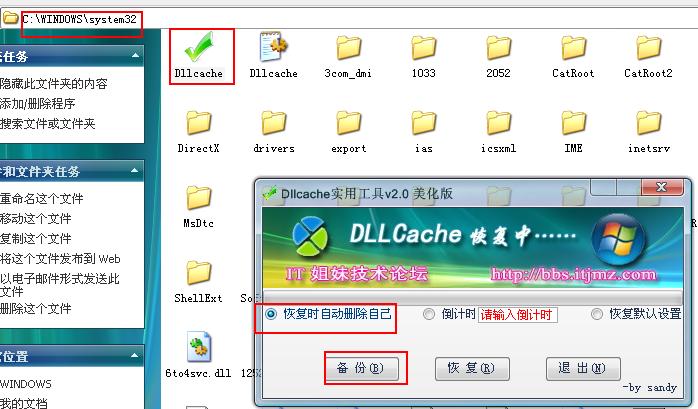 C:\WINDOWS\system32
任务
隐藏此文件夹的内容
添加/删除程序
搜索文件或文件夹
件和文件夹任务
重命名这个文件
移动这个文件
复制这个文件
将这个文件发布到 Web
以电子邮件形式发送此
文件
删除这个文件
位置
WINDOWS
我的文档
Dllcache
Dllcache
3com_dmi
1033
2052
CatRoot
CatRoot2
DirectX
drivers
export
ias
icsxml
IME
inetsrv
MsDtc
ShellExt
6to4svc.dll
Dllcache实用工具v2.0 美化版
DLLCache 恢复中……
IT 姐妹技术论坛
http://bbs.itjmz.com
恢复时自动删除自己
倒计时
请输入倒计时
恢复默认设置
备 份(B)
恢 复(R)
退 出(N)
-by sandy